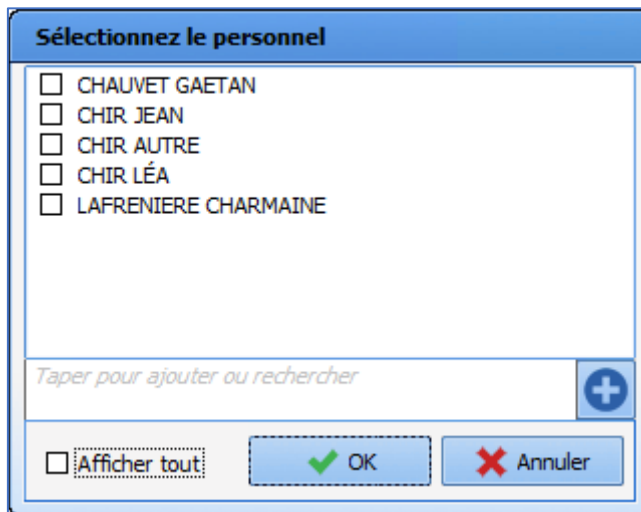 Sélectionnez le personnel
CHAUVET GAETAN
CHIR JEAN
CHIR AUTRE
CHIR LÉA
LAFRENIERE CHARMAINE
Taper pour ajouter ou rechercher
Afficher tout
OK
Annuler